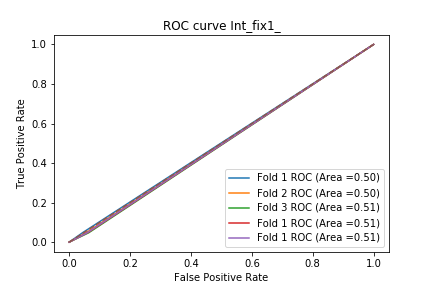 ROC curve Int_fix1_
1.0
0.8
0.6
0.4
0.2
0.0
True Positive Rate
Fold 1 ROC (Area =0.50)
Fold 2 ROC (Area =0.50)
Fold 3 ROC (Area =0.51)
Fold 1 ROC (Area =0.51)
Fold 1 ROC (Area =0.51)
0.0 0.2 0.4 0.6 0.8 1.0
False Positive Rate